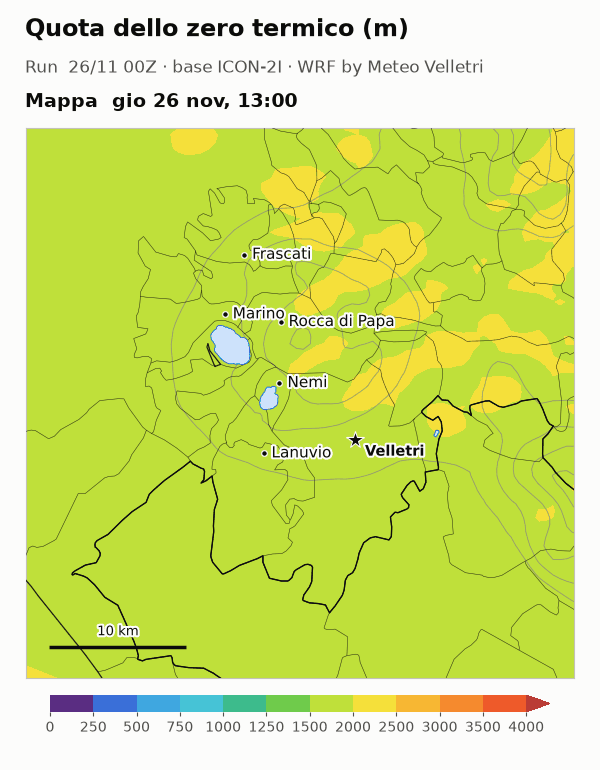 Quota dello zero termico (m)
Run 26/11 00Z · base ICON-2I · WRF by Meteo Velletri
Mappa gio 26 nov, 13:00
Frascati
Marino
Rocca di Papa
Nemi
Velletri
Lanuvio
10 km
0 250 500 750 1000 1250 1500 2000 2500 3000 3500 4000